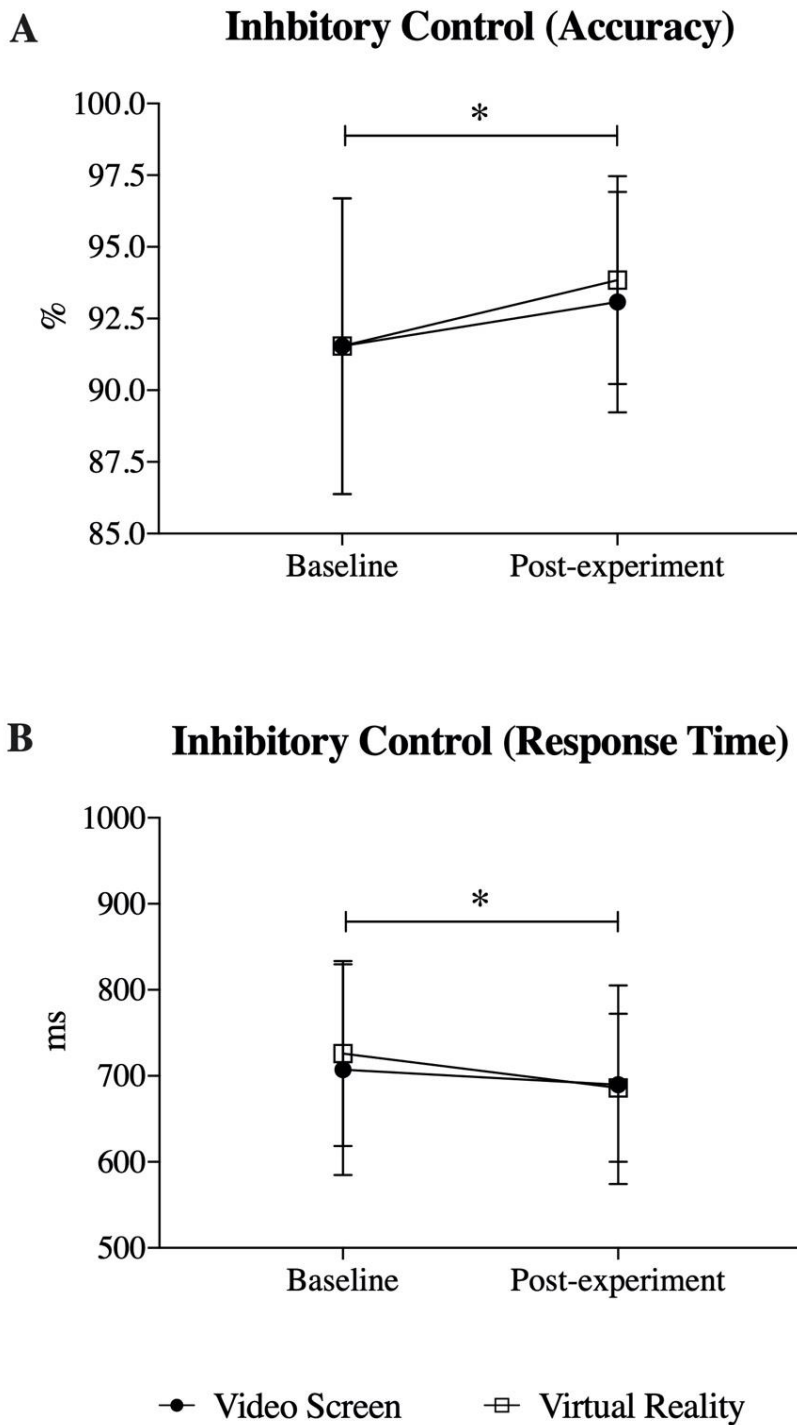 A Inhbitory Control (Accuracy)
*
100.0
97.5
95.0
92.5
90.0
87.5
85.0
%
Baseline Post-experiment
B Inhibitory Control (Response Time)
*
1000
900
800
700
600
500
ms
Baseline Post-experiment
Video Screen Virtual Reality